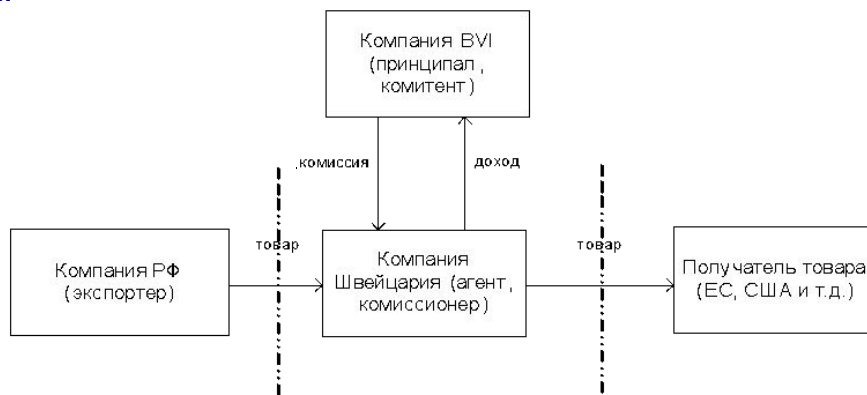 Компания BVI
(принципал,
комитент)
комиссия
доход
товар
товар
Компания РФ
(экспортер)
Компания
Швейцария (агент,
комиссионер)
Получатель товара
(ЕС, США и т.д.)